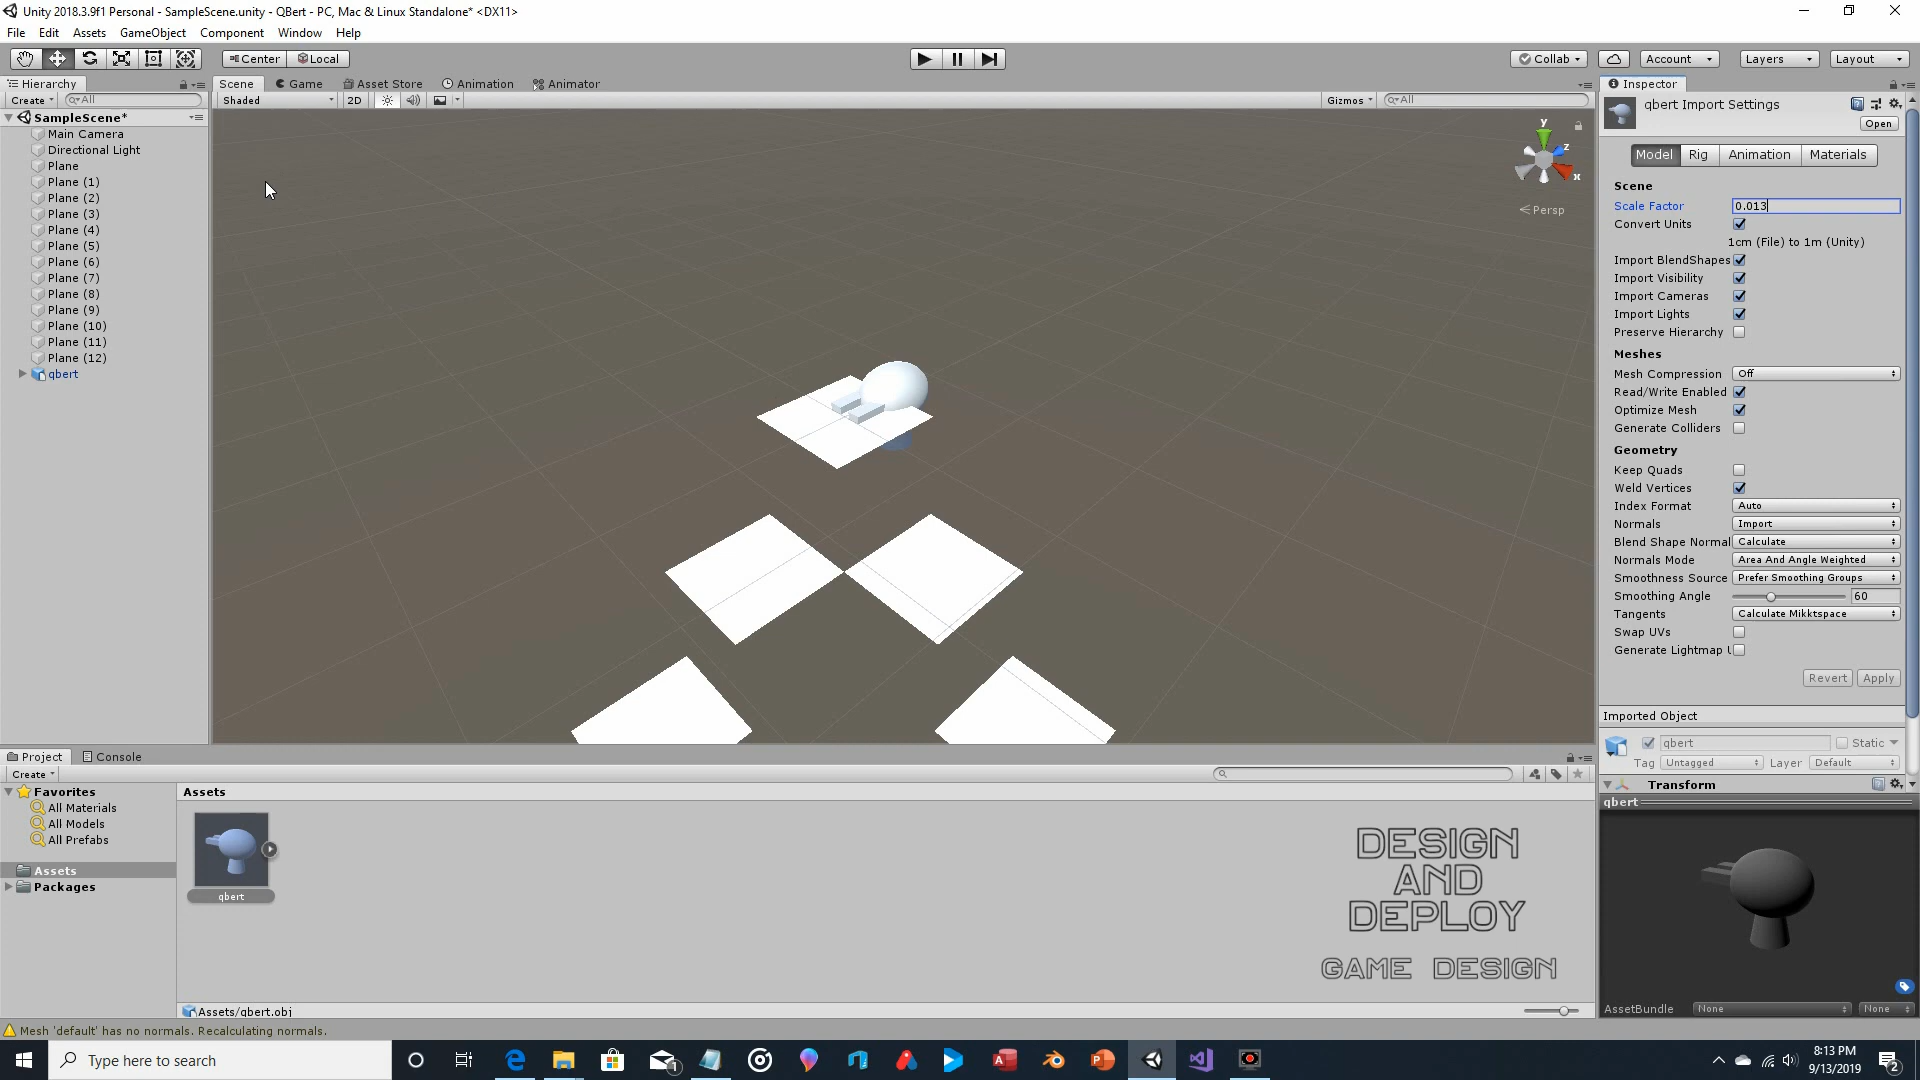 Unity 2018.3.9f1 Personal - SampleScene.unity - QBert - PC, Mac & Linux Standalone* <DX11>
File Edit Assets GameObject Component Window Help
Center Local Collab Account Layers Layout
Hierarchy
Create All
SampleScene*
Main Camera
Directional Light
Plane
Plane (1)
Plane (2)
Plane (3)
Plane (4)
Plane (5)
Plane (6)
Plane (7)
Plane (8)
Plane (9)
Plane (10)
Plane (11)
Plane (12)
qbert
Scene Game Asset Store Animation Animator
Shaded 2D Gizmos All
y
z
x
Persp
Inspector
qbert Import Settings
Open
Model Rig Animation Materials
Scene
Scale Factor 0.013
Convert Units
1cm (File) to 1m (Unity)
Import BlendShapes
Import Visibility
Import Cameras
Import Lights
Preserve Hierarchy
Meshes
Mesh Compression Off
Read/Write Enabled
Optimize Mesh
Generate Colliders
Geometry
Keep Quads
Weld Vertices
Index Format Auto
Normals Import
Blend Shape Normal Calculate
Normals Mode Area And Angle Weighted
Smoothness Source Prefer Smoothing Groups
Smoothing Angle 60
Tangents Calculate Mikktspace
Swap UVs
Generate Lightmap U
Revert Apply
Imported Object
qbert Static
Tag Untagged Layer Default
Transform
qbert
AssetBundle None None
Project Console
Create
Favorites
All Materials
All Models
All Prefabs
Assets
Packages
Assets
qbert
Assets/qbert.obj
DESIGN
AND
DEPLOY
GAME DESIGN
Mesh 'default' has no normals. Recalculating normals.
Type here to search
1
8:13 PM
9/13/2019
2